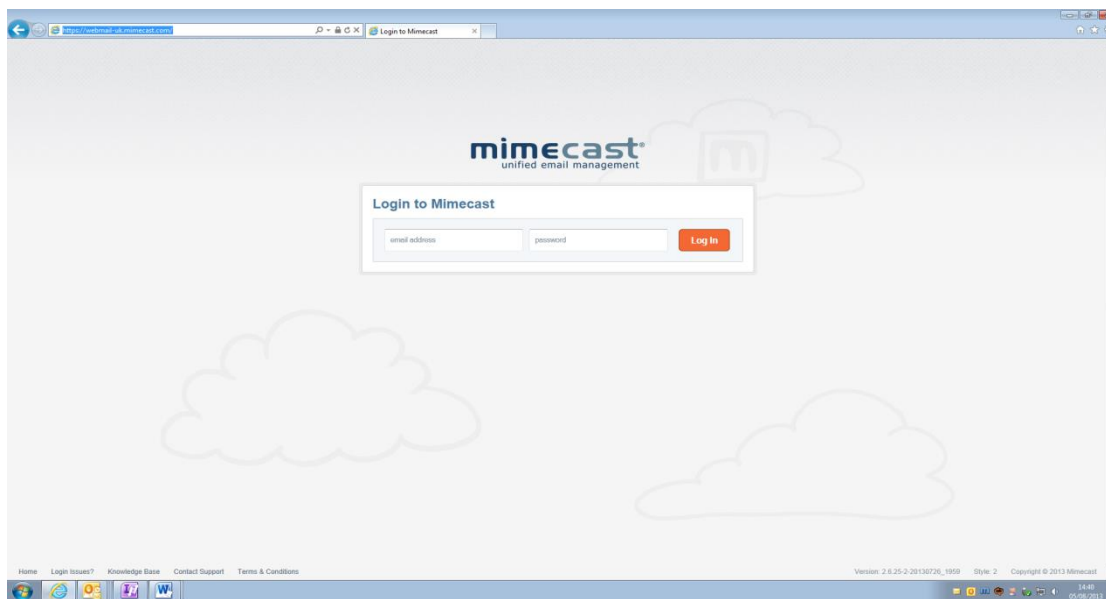 https://webmail-uk.mimecast.com/
Login to Mimecast
mimecast
unified email management
m
Login to Mimecast
email address
password
Log In
Home Login Issues? Knowledge Base Contact Support Terms & Conditions
Version: 2.6.25-2-20130726_1959 Style: 2 Copyright © 2013 Mimecast
14:40
05/08/2013